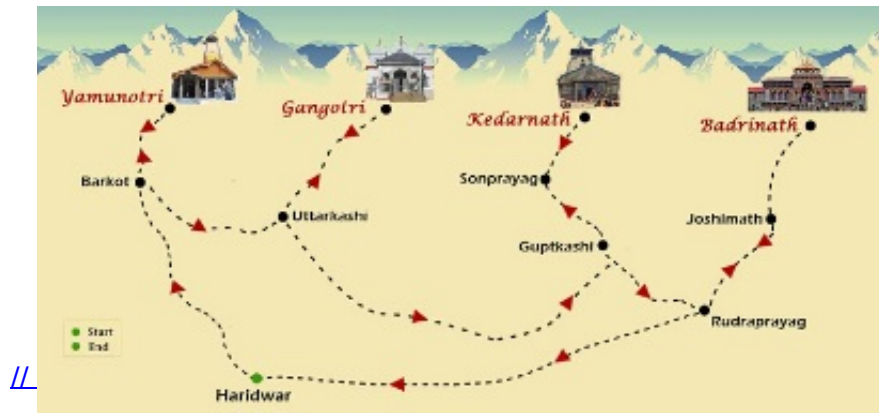 Yamunotri
Gangotri
Kedarnath
Badrinath
Barkot
Sonprayag
Uttarkashi
Joshimath
Guptkashi
Rudraprayag
Start
End
//
Haridwar